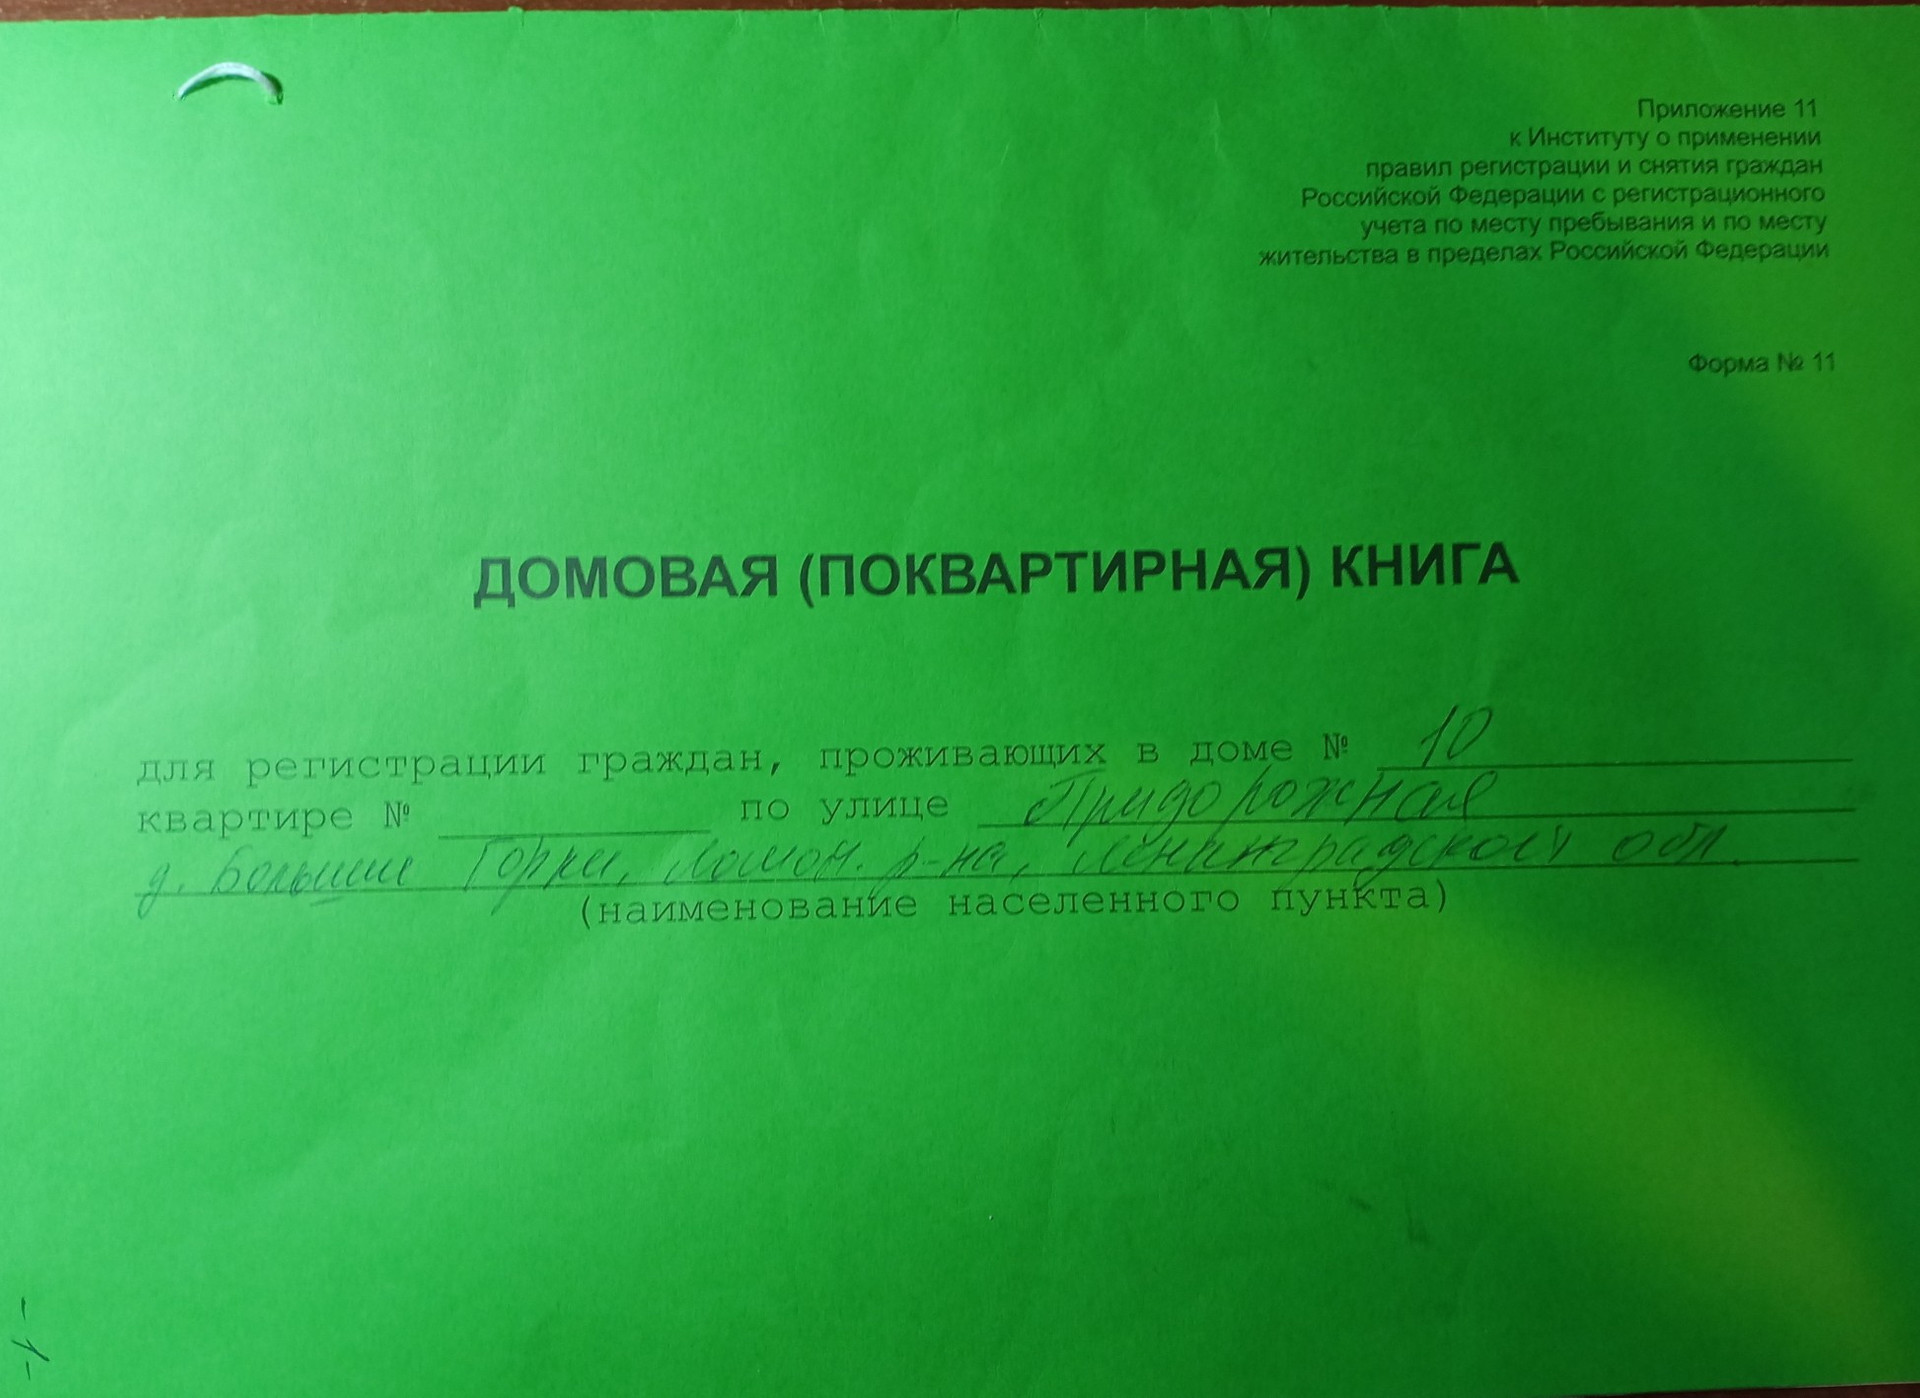 Приложение 11
к Институту о применении
правил регистрации и снятия граждан
Российской Федерации с регистрационного
учета по месту пребывания и по месту
жительства в пределах Российской Федерации
Форма № 11
ДОМОВАЯ (ПОКВАРТИРНАЯ) КНИГА
для регистрации граждан, проживающих в доме № 10
квартире № по улице Придорожная
д. Большие Горки, Ломон. р-на, Ленинградской обл.
(наименование населенного пункта)
-1-